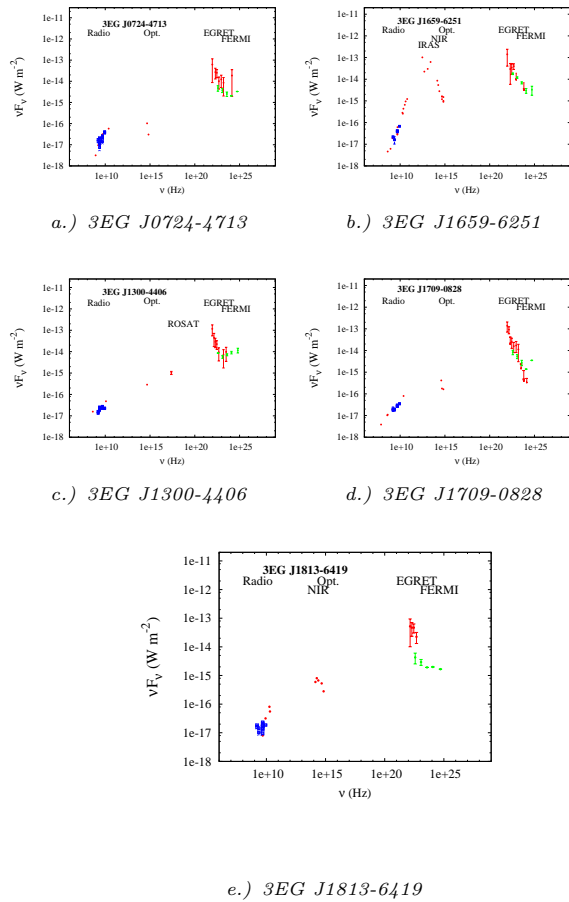 3EG J0724-4713
Radio Opt. EGRET
FERMI
νFν (W m-2)
1e-11
1e-12
1e-13
1e-14
1e-15
1e-16
1e-17
1e-18
1e+10 1e+15 1e+20 1e+25
ν (Hz)
a.) 3EG J0724-4713
3EG J1659-6251
Radio Opt. EGRET
NIR FERMI
IRAS
νFν (W m-2)
1e-11
1e-12
1e-13
1e-14
1e-15
1e-16
1e-17
1e-18
1e+10 1e+15 1e+20 1e+25
ν (Hz)
b.) 3EG J1659-6251
3EG J1300-4406
Radio Opt. EGRET
FERMI
ROSAT
νFν (W m-2)
1e-11
1e-12
1e-13
1e-14
1e-15
1e-16
1e-17
1e-18
1e+10 1e+15 1e+20 1e+25
ν (Hz)
c.) 3EG J1300-4406
3EG J1709-0828
Radio Opt. EGRET
FERMI
νFν (W m-2)
1e-11
1e-12
1e-13
1e-14
1e-15
1e-16
1e-17
1e-18
1e+10 1e+15 1e+20 1e+25
ν (Hz)
d.) 3EG J1709-0828
3EG J1813-6419
Radio Opt. EGRET
NIR FERMI
νFν (W m-2)
1e-11
1e-12
1e-13
1e-14
1e-15
1e-16
1e-17
1e-18
1e+10 1e+15 1e+20 1e+25
ν (Hz)
e.) 3EG J1813-6419